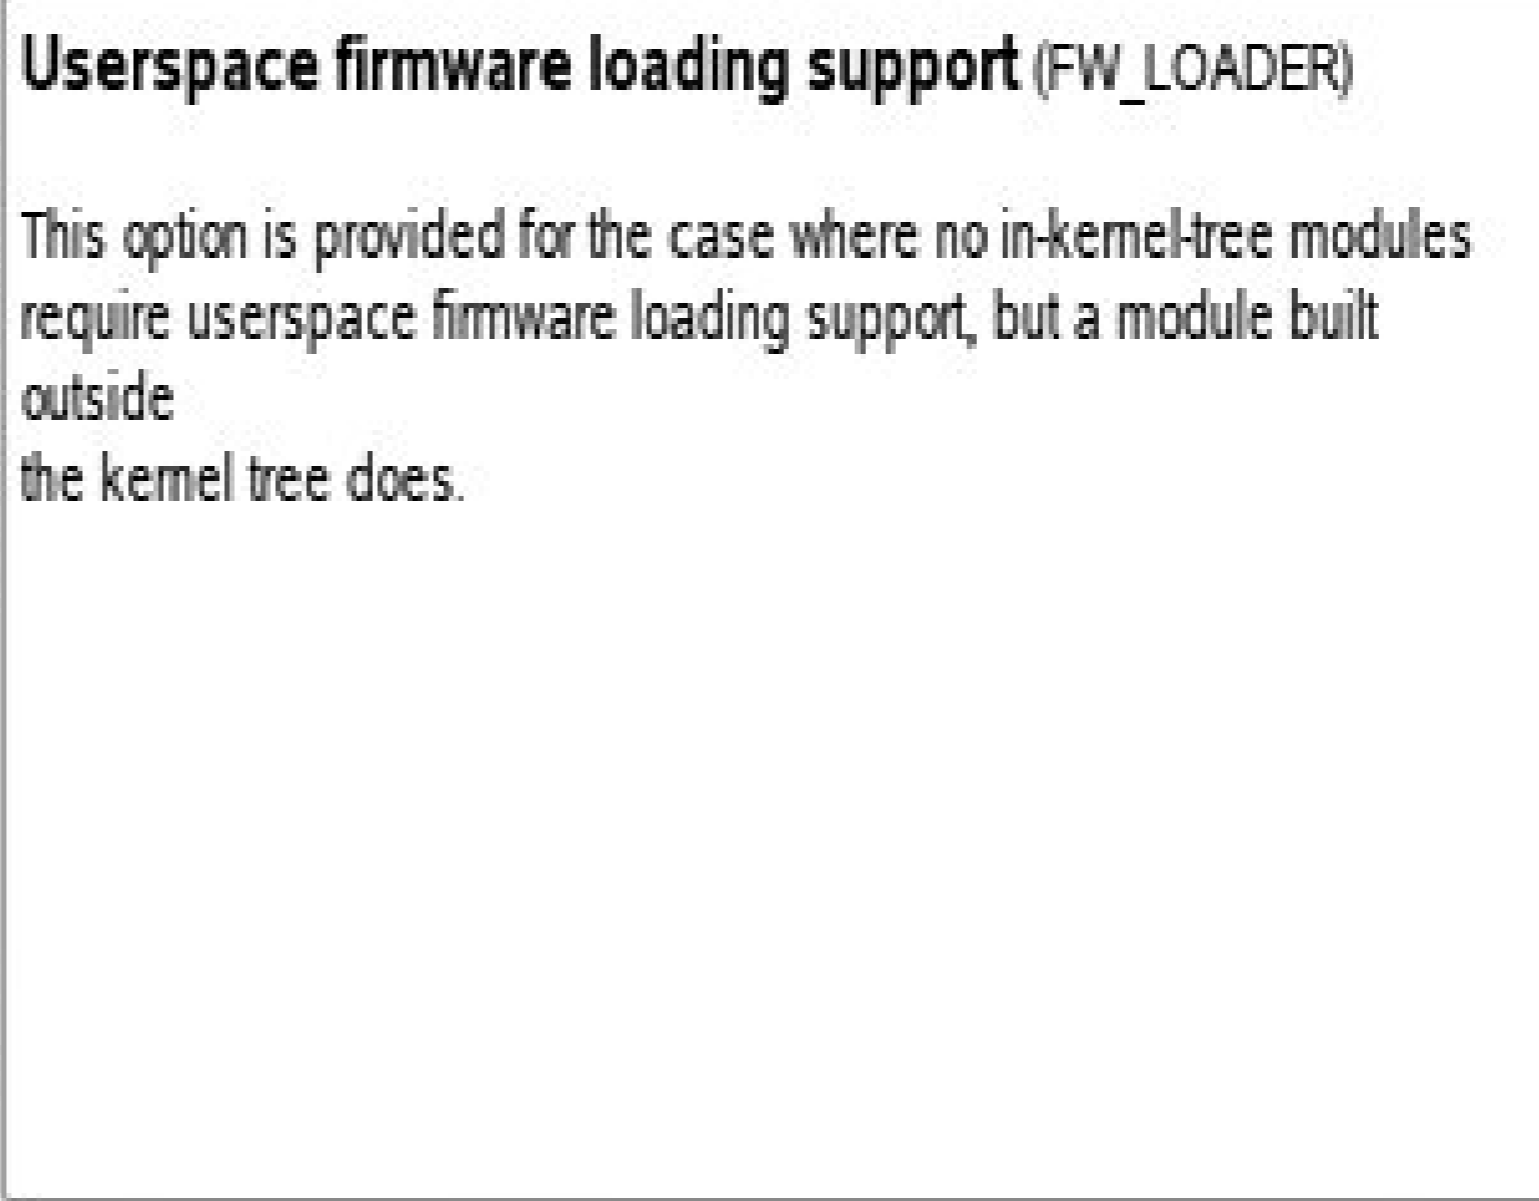 Userspace firmware loading support (FW_LOADER)
This option is provided for the case where no in-kernel-tree modules
require userspace firmware loading support, but a module built
outside
the kernel tree does.